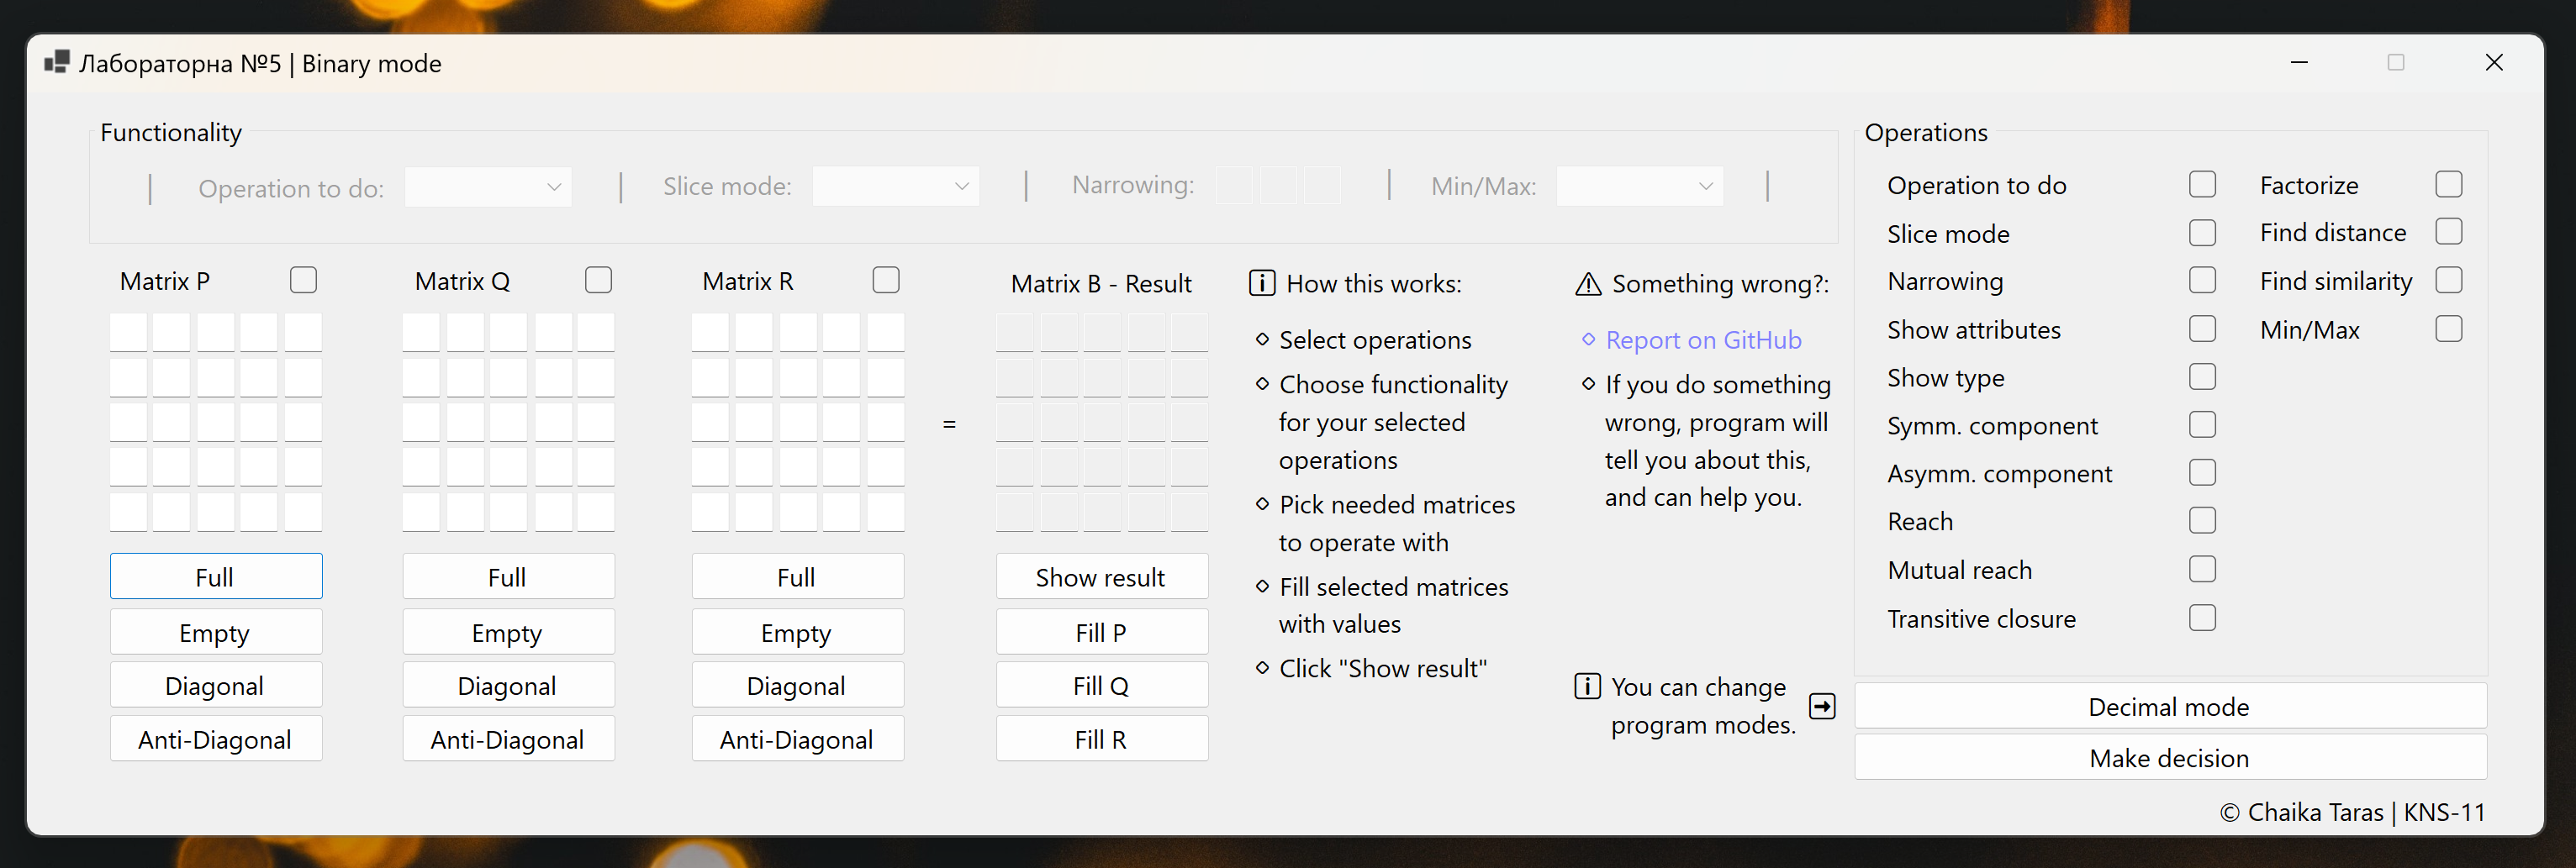 Лабораторна №5 | Binary mode
Functionality
| Operation to do: | Slice mode: | Narrowing: | Min/Max: |
Matrix P
Full
Empty
Diagonal
Anti-Diagonal
Matrix Q
Full
Empty
Diagonal
Anti-Diagonal
Matrix R
Full
Empty
Diagonal
Anti-Diagonal
=
Matrix B - Result
Show result
Fill P
Fill Q
Fill R
How this works:
Select operations
Choose functionality
for your selected
operations
Pick needed matrices
to operate with
Fill selected matrices
with values
Click "Show result"
Something wrong?:
Report on GitHub
If you do something
wrong, program will
tell you about this,
and can help you.
You can change
program modes.
Operations
Operation to do
Slice mode
Narrowing
Show attributes
Show type
Symm. component
Asymm. component
Reach
Mutual reach
Transitive closure
Factorize
Find distance
Find similarity
Min/Max
Decimal mode
Make decision
© Chaika Taras | KNS-11